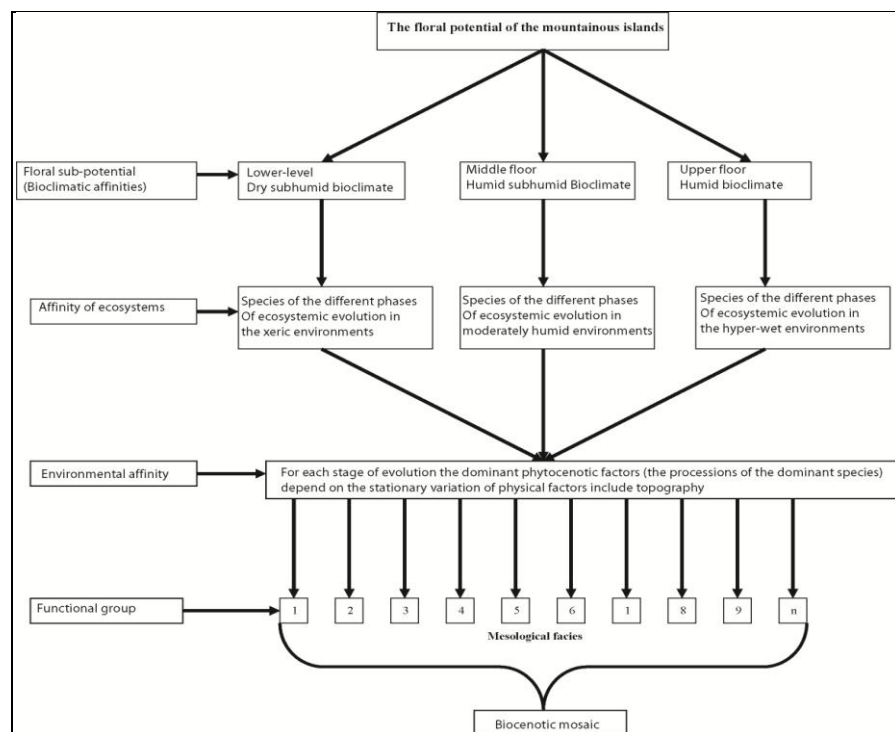 The floral potential of the mountainous islands
Floral sub-potential
(Bioclimatic affinities)
Lower-level
Dry subhumid bioclimate
Middle floor
Humid subhumid Bioclimate
Upper floor
Humid bioclimate
Affinity of ecosystems
Species of the different phases
Of ecosystemic evolution in
the xeric environments
Species of the different phases
Of ecosystemic evolution in
moderately humid environments
Species of the different phases
Of ecosystemic evolution in
the hyper-wet environments
Environmental affinity
For each stage of evolution the dominant phytocenotic factors (the processions of the dominant species)
depend on the stationary variation of physical factors include topography
Functional group
1 2 3 4 5 6 1 8 9 n
Mesological facies
Biocenotic mosaic